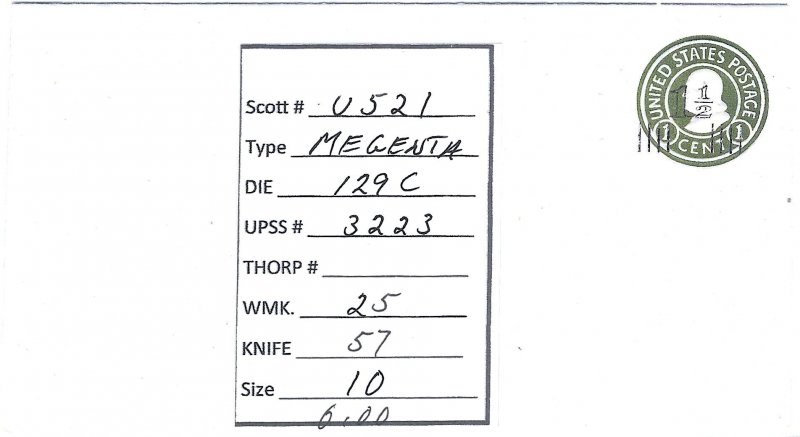 UNITED STATES POSTAGE
1 1/2
1 CENT 1
Scott # U521
Type MEGENTA
DIE 129 C
UPSS # 3223
THORP #
WMK. 25
KNIFE 57
Size 10
6.00